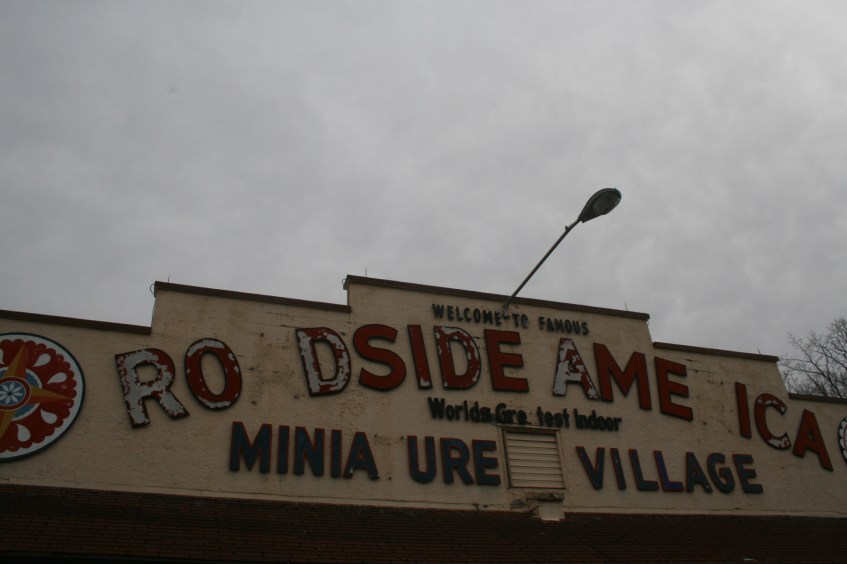 WELCOME TO FAMOUS
RO DSIDE AME ICA
Worlds Gre test Indoor
MINIA URE VILLAGE